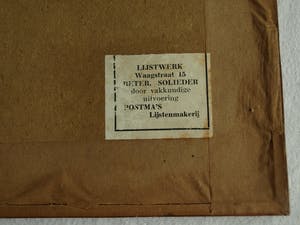 LIJSTWERK
Waagstraat 15
BETER, SOLIEDER
door vakkundige
uitvoering
POSTMA'S
Lijstenmakerij